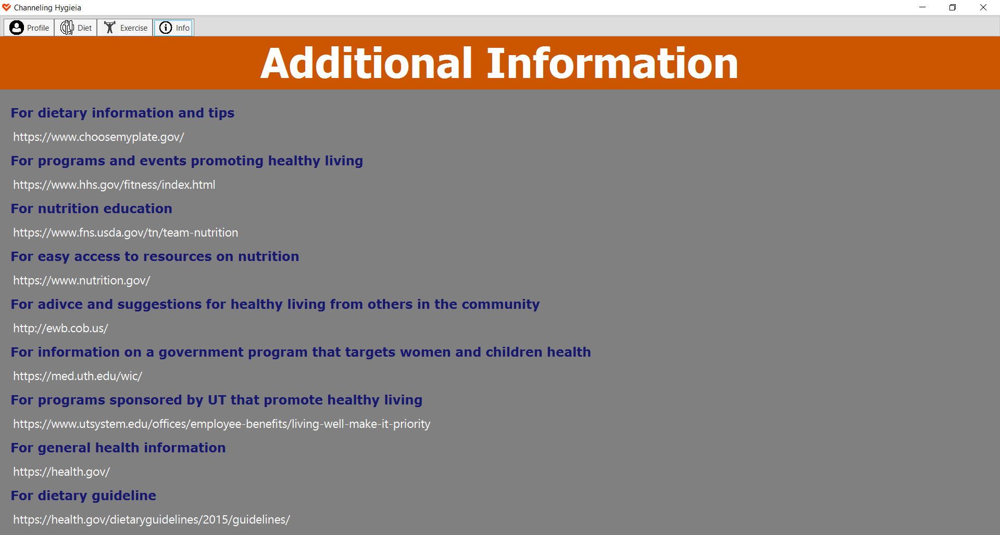 Channeling Hygieia
Profile Diet Exercise Info
Additional Information
For dietary information and tips
https://www.choosemyplate.gov/
For programs and events promoting healthy living
https://www.hhs.gov/fitness/index.html
For nutrition education
https://www.fns.usda.gov/tn/team-nutrition
For easy access to resources on nutrition
https://www.nutrition.gov/
For adivce and suggestions for healthy living from others in the community
http://ewb.cob.us/
For information on a government program that targets women and children health
https://med.uth.edu/wic/
For programs sponsored by UT that promote healthy living
https://www.utsystem.edu/offices/employee-benefits/living-well-make-it-priority
For general health information
https://health.gov/
For dietary guideline
https://health.gov/dietaryguidelines/2015/guidelines/